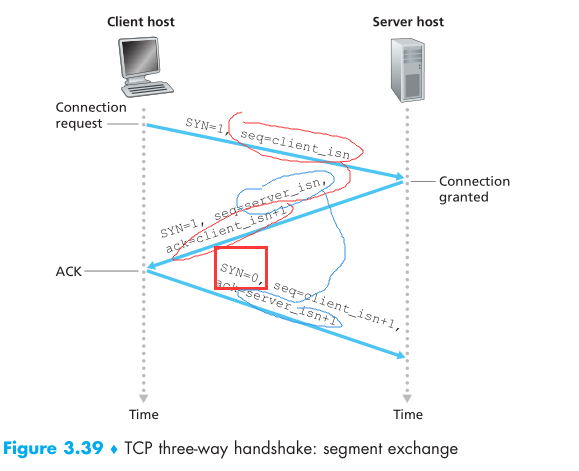 Client host
Server host
Connection
request
SYN=1, seq=client_isn
Connection
granted
SYN=1, seq=server_isn,
ack=client_isn+1
ACK
SYN=0, seq=client_isn+1,
ack=server_isn+1
Time
Time
Figure 3.39 ♦ TCP three-way handshake: segment exchange